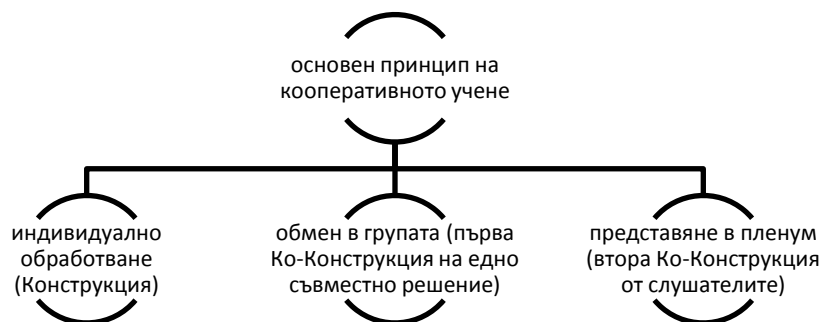 основен принцип на
кооперативното учене
индивидуално
обработване
(Конструкция)
обмен в групата (първа
Ко-Конструкция на едно
съвместно решение)
представяне в пленум
(втора Ко-Конструкция
от слушателите)